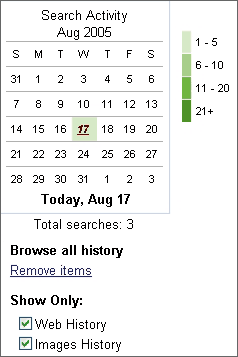 Search Activity
Aug 2005
S M T W T F S
31 1 2 3 4 5 6
7 8 9 10 11 12 13
14 15 16 17 18 19 20
21 22 23 24 25 26 27
28 29 30 31 1 2 3
Today, Aug 17
Total searches: 3
1 - 5
6 - 10
11 - 20
21+
Browse all history
Remove items
Show Only:
Web History
Images History